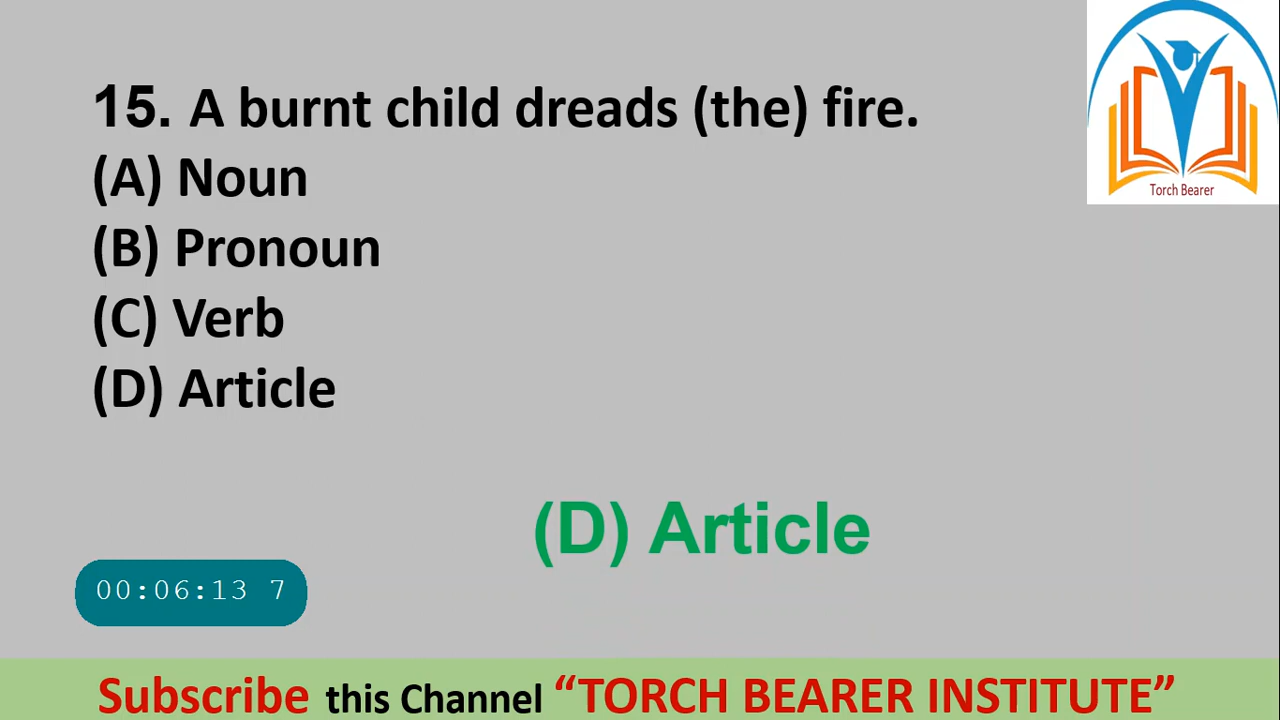 15. A burnt child dreads (the) fire.
(A) Noun
(B) Pronoun
(C) Verb
(D) Article
(D) Article
00:06:13 7
Subscribe this Channel “TORCH BEARER INSTITUTE”
Torch Bearer